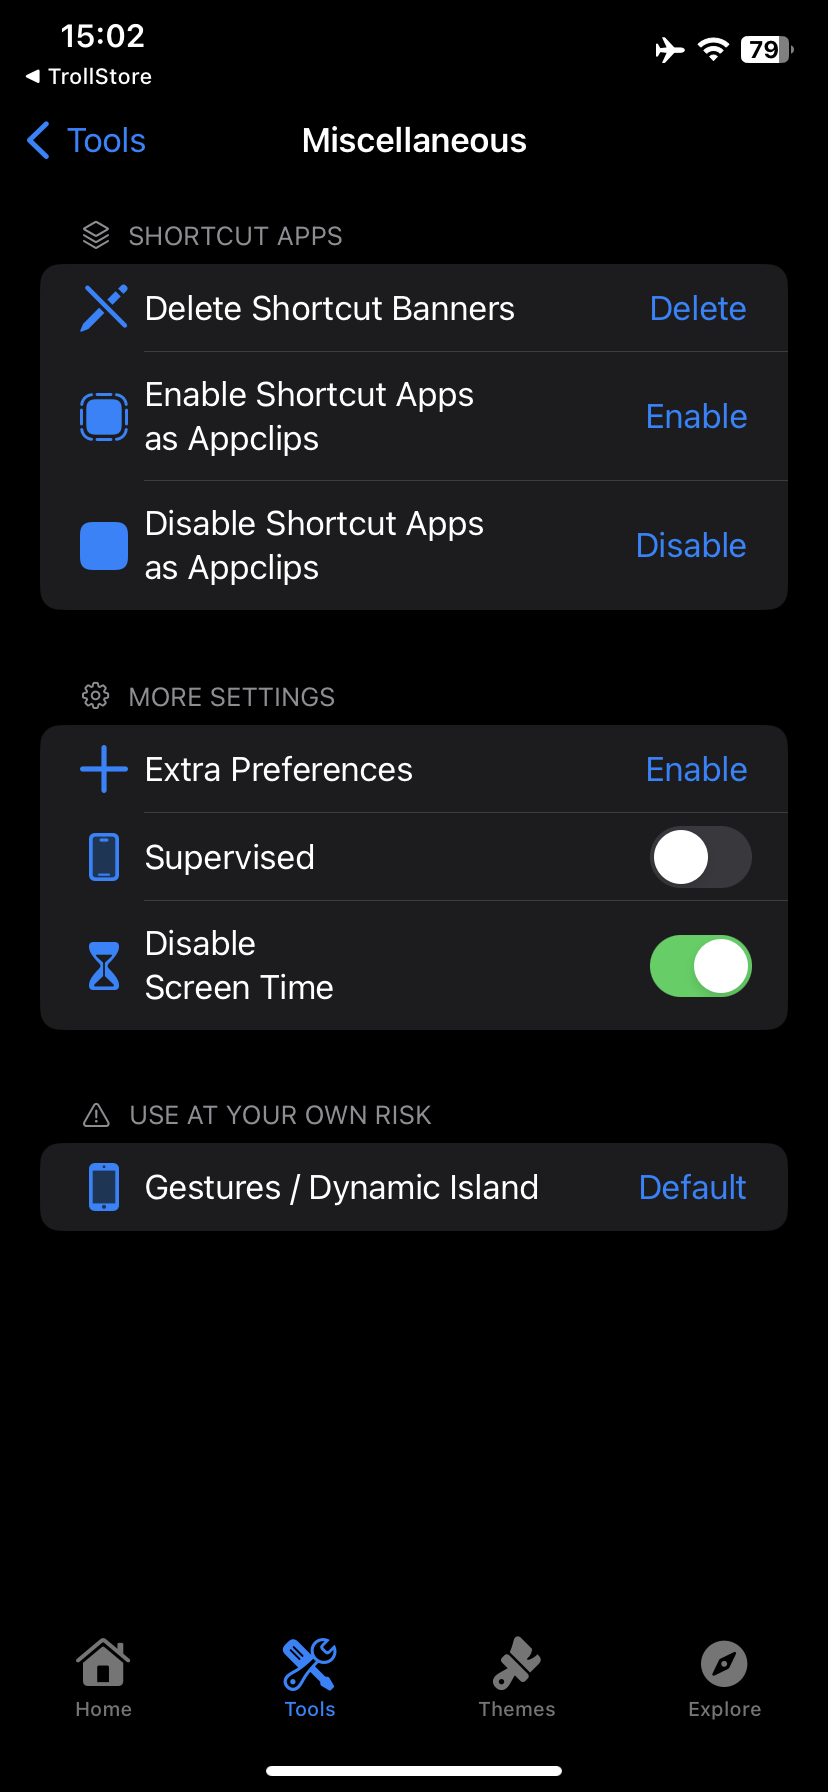 15:02
79
◀ TrollStore
Tools
Miscellaneous
SHORTCUT APPS
Delete Shortcut Banners
Delete
Enable Shortcut Apps
as Appclips
Enable
Disable Shortcut Apps
as Appclips
Disable
MORE SETTINGS
Extra Preferences
Enable
Supervised
Disable
Screen Time
USE AT YOUR OWN RISK
Gestures / Dynamic Island
Default
Home
Tools
Themes
Explore